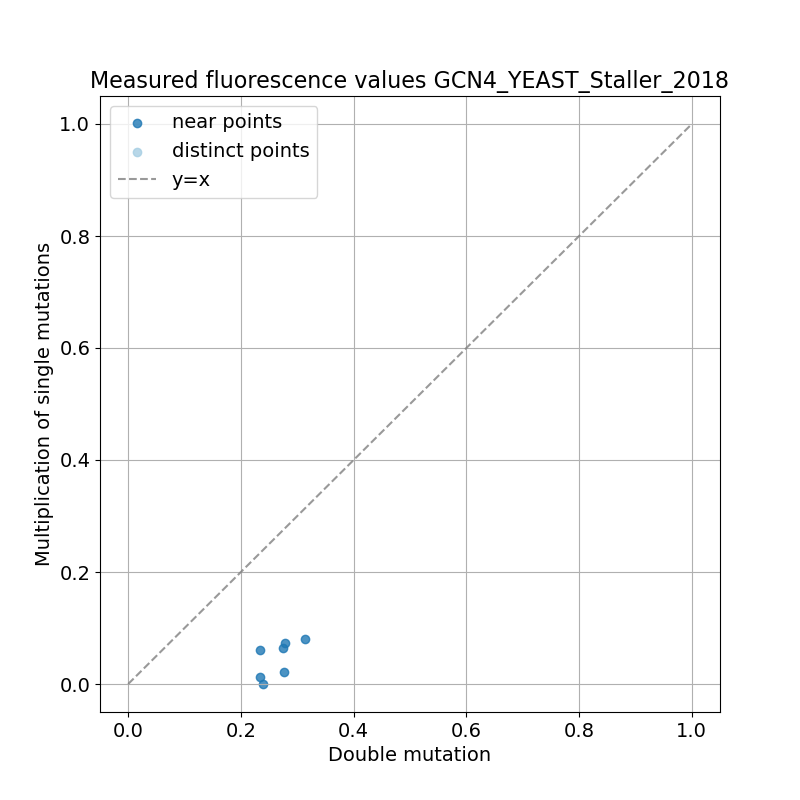 Measured fluorescence values GCN4_YEAST_Staller_2018
near points
distinct points
y=x
1.0
0.8
0.6
0.4
0.2
0.0
Multiplication of single mutations
0.0 0.2 0.4 0.6 0.8 1.0
Double mutation